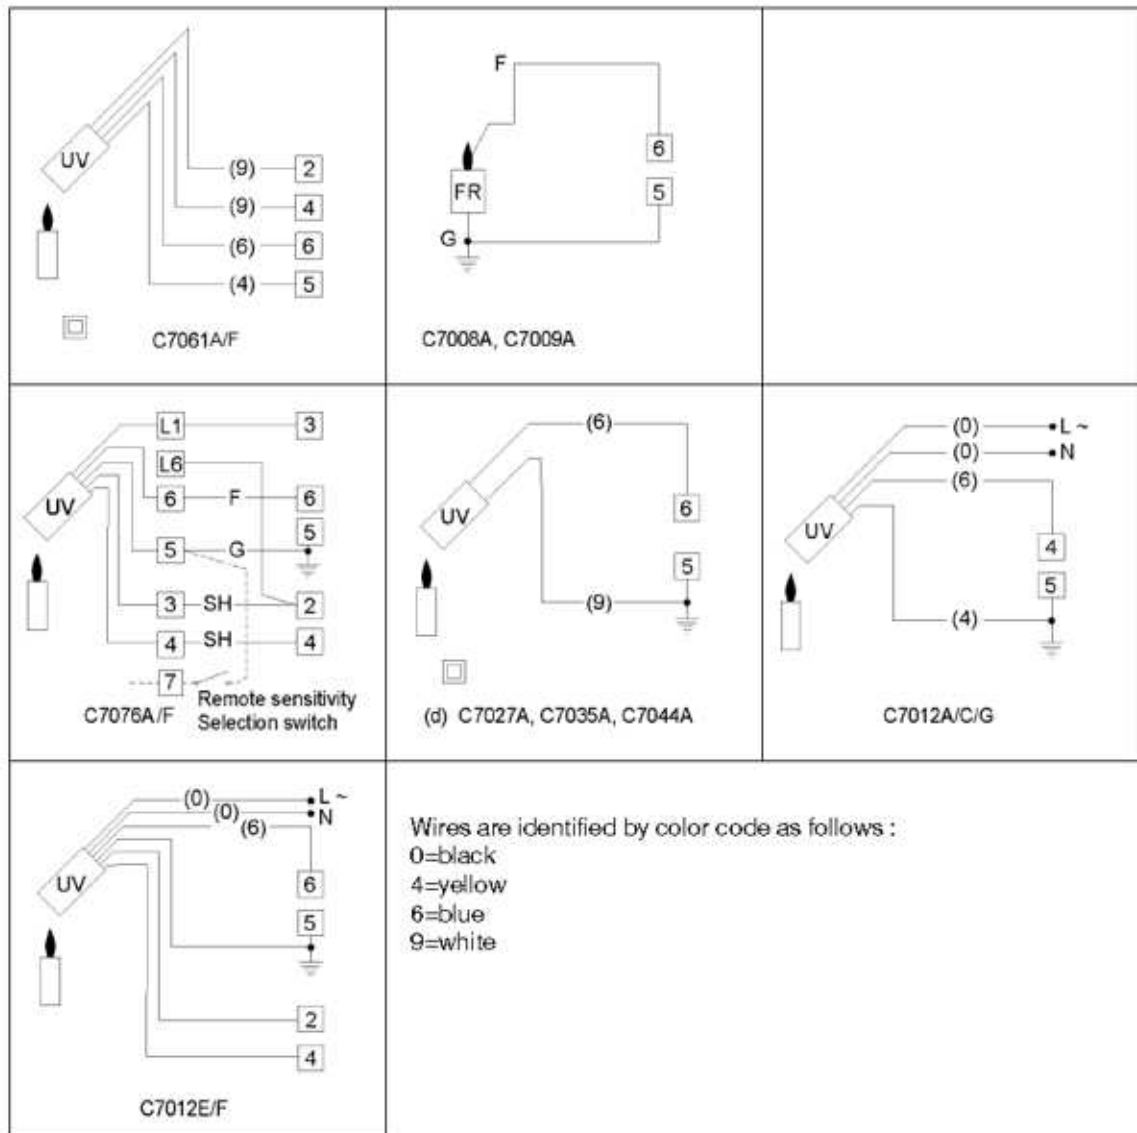 UV
(9) 2
(9) 4
(6) 6
(4) 5
C7061A/F
F
6
FR
5
G
C7008A, C7009A
L1 3
L6
UV
6 F 6
5
5 G
3 SH 2
4 SH 4
7
Remote sensitivity
Selection switch
C7076A/F
(6)
UV
6
5
(9)
(d) C7027A, C7035A, C7044A
(0) L ~
(0) N
(6)
UV
4
5
(4)
C7012A/C/G
(0) L ~
(0) N
(6)
UV
6
5
2
4
C7012E/F
Wires are identified by color code as follows :
0=black
4=yellow
6=blue
9=white